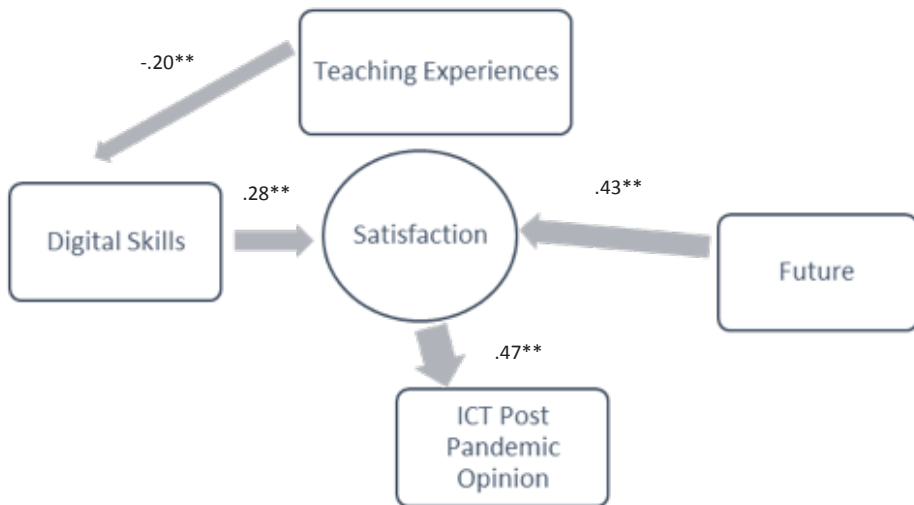 -.20**
Teaching Experiences
.28**
.43**
Digital Skills
Satisfaction
Future
.47**
ICT Post
Pandemic
Opinion